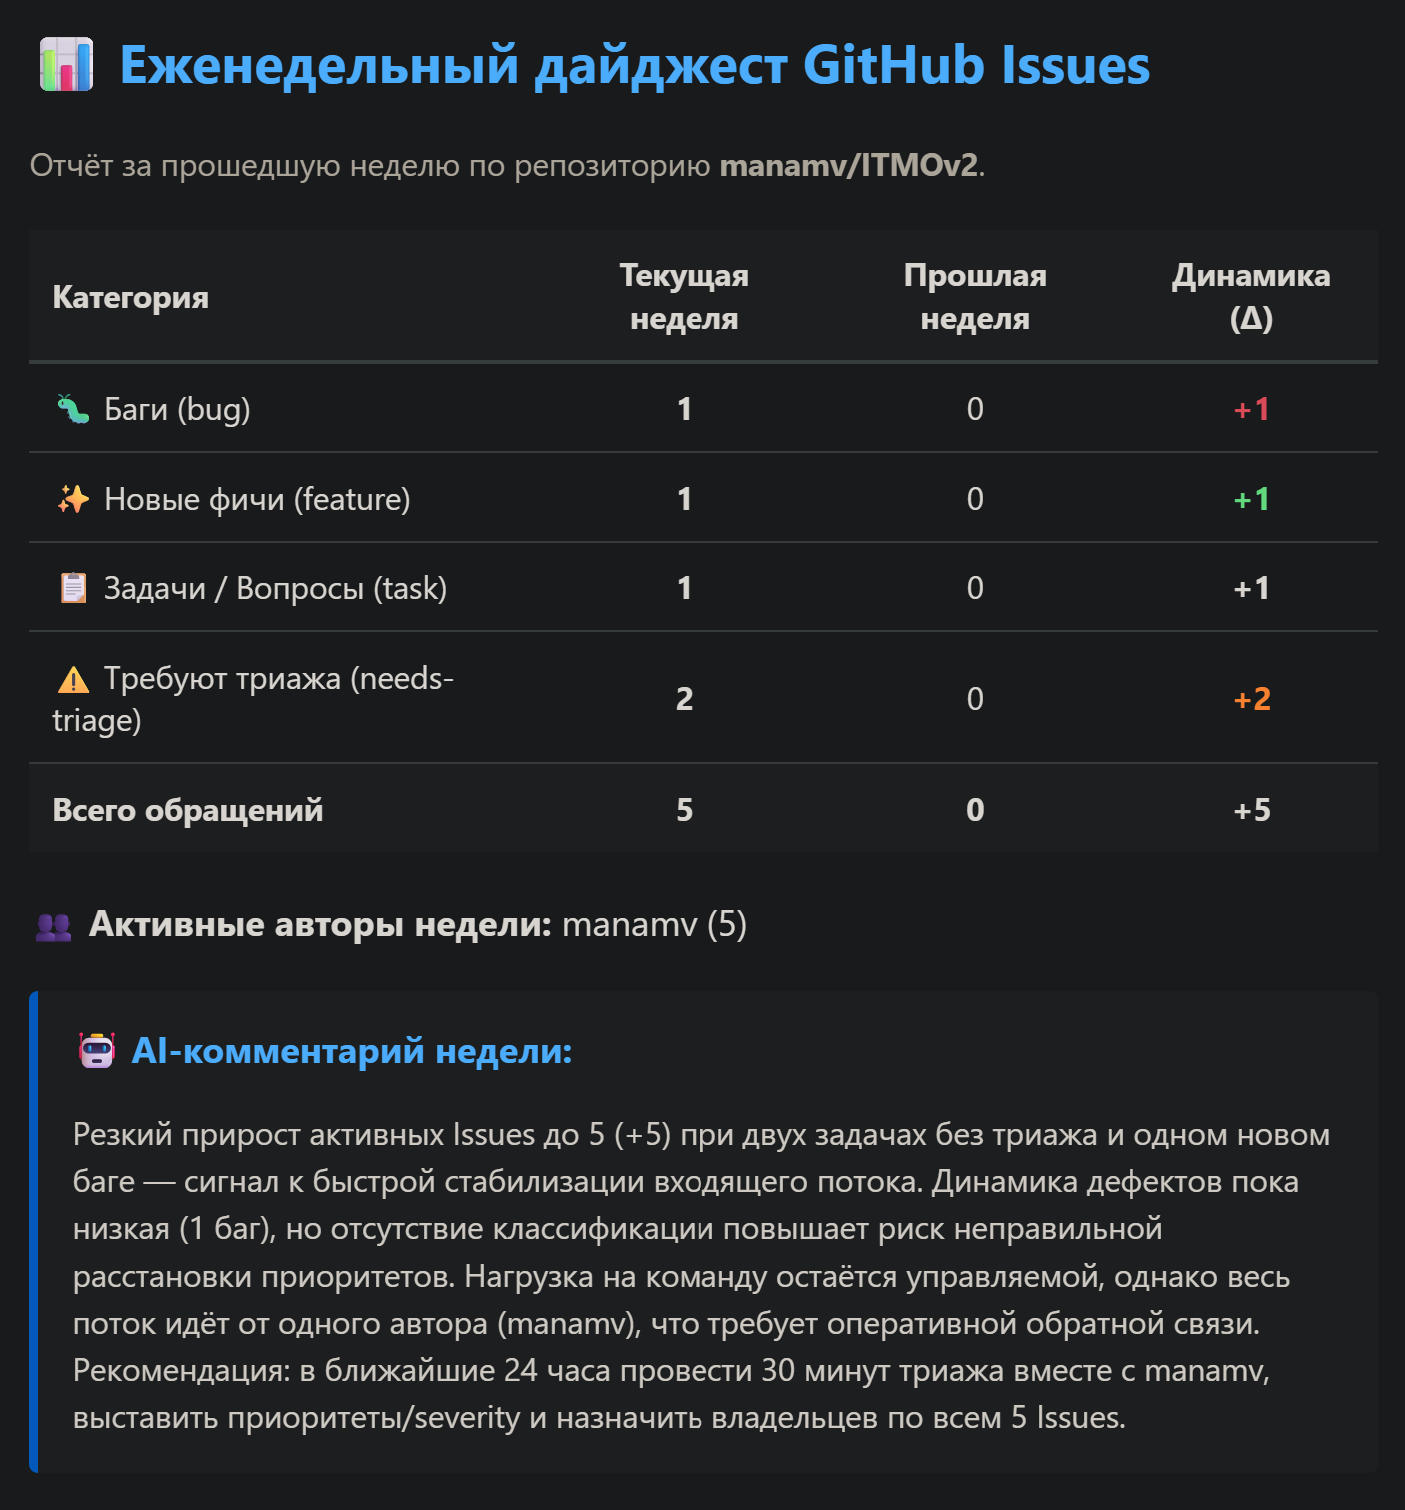 Еженедельный дайджест GitHub Issues
Отчёт за прошедшую неделю по репозиторию manamv/ITMOv2.
Категория
Текущая
неделя
Прошлая
неделя
Динамика
(Δ)
Баги (bug) 1 0 +1
Новые фичи (feature) 1 0 +1
Задачи / Вопросы (task) 1 0 +1
Требуют триажа (needs-
triage) 2 0 +2
Всего обращений 5 0 +5
Активные авторы недели: manamv (5)
AI-комментарий недели:
Резкий прирост активных Issues до 5 (+5) при двух задачах без триажа и одном новом
баге — сигнал к быстрой стабилизации входящего потока. Динамика дефектов пока
низкая (1 баг), но отсутствие классификации повышает риск неправильной
расстановки приоритетов. Нагрузка на команду остаётся управляемой, однако весь
поток идёт от одного автора (manamv), что требует оперативной обратной связи.
Рекомендация: в ближайшие 24 часа провести 30 минут триажа вместе с manamv,
выставить приоритеты/severity и назначить владельцев по всем 5 Issues.